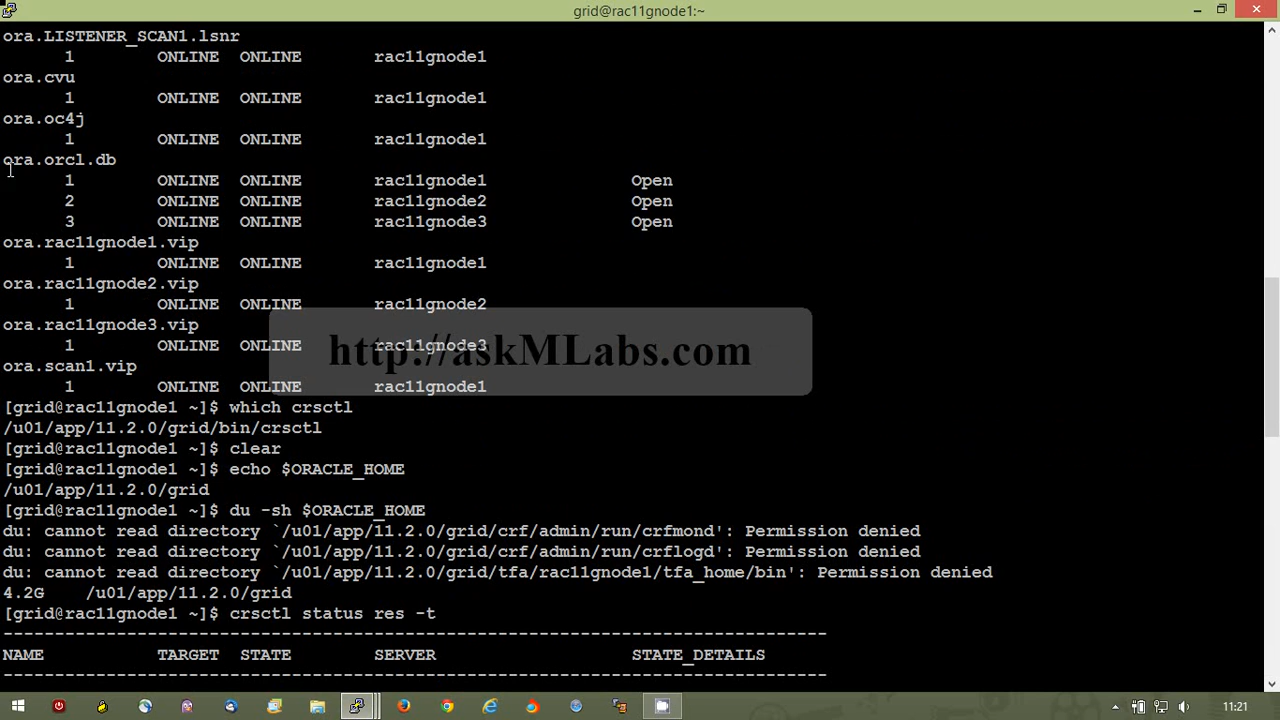 grid@rac11gnode1:~
ora.LISTENER_SCAN1.lsnr
1 ONLINE ONLINE rac11gnode1
ora.cvu
1 ONLINE ONLINE rac11gnode1
ora.oc4j
1 ONLINE ONLINE rac11gnode1
ora.orcl.db
1 ONLINE ONLINE rac11gnode1 Open
2 ONLINE ONLINE rac11gnode2 Open
3 ONLINE ONLINE rac11gnode3 Open
ora.rac11gnode1.vip
1 ONLINE ONLINE rac11gnode1
ora.rac11gnode2.vip
1 ONLINE ONLINE rac11gnode2
ora.rac11gnode3.vip
1 ONLINE ONLINE rac11gnode3
http://askMLabs.com
ora.scan1.vip
1 ONLINE ONLINE rac11gnode1
[grid@rac11gnode1 ~]$ which crsctl
/u01/app/11.2.0/grid/bin/crsctl
[grid@rac11gnode1 ~]$ clear
[grid@rac11gnode1 ~]$ echo $ORACLE_HOME
/u01/app/11.2.0/grid
[grid@rac11gnode1 ~]$ du -sh $ORACLE_HOME
du: cannot read directory `/u01/app/11.2.0/grid/crf/admin/run/crfmond': Permission denied
du: cannot read directory `/u01/app/11.2.0/grid/crf/admin/run/crflogd': Permission denied
du: cannot read directory `/u01/app/11.2.0/grid/tfa/rac11gnode1/tfa_home/bin': Permission denied
4.2G /u01/app/11.2.0/grid
[grid@rac11gnode1 ~]$ crsctl status res -t
--------------------------------------------------------------------------------
NAME TARGET STATE SERVER STATE_DETAILS
--------------------------------------------------------------------------------
11:21